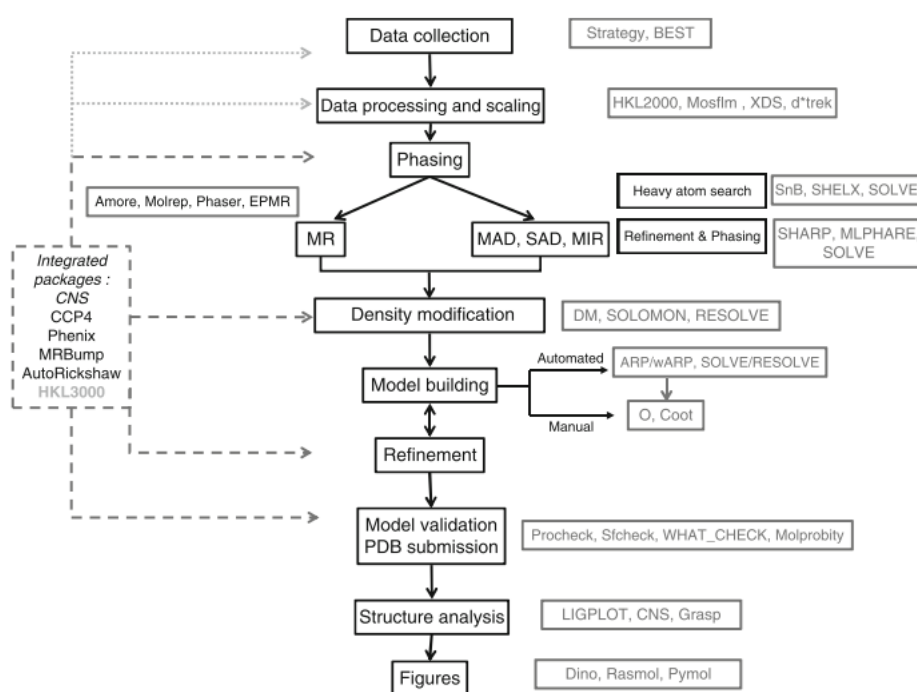 Data collection
Strategy, BEST
Data processing and scaling
HKL2000, Mosflm , XDS, d*trek
Phasing
Amore, Molrep, Phaser, EPMR
Heavy atom search
SnB, SHELX, SOLVE
MR
MAD, SAD, MIR
Refinement & Phasing
SHARP, MLPHARE,
SOLVE
Integrated
packages :
CNS
CCP4
Phenix
MRBump
AutoRickshaw
HKL3000
Density modification
DM, SOLOMON, RESOLVE
Model building
Automated
ARP/wARP, SOLVE/RESOLVE
Manual
O, Coot
Refinement
Model validation
PDB submission
Procheck, Sfcheck, WHAT_CHECK, Molprobity
Structure analysis
LIGPLOT, CNS, Grasp
Figures
Dino, Rasmol, Pymol